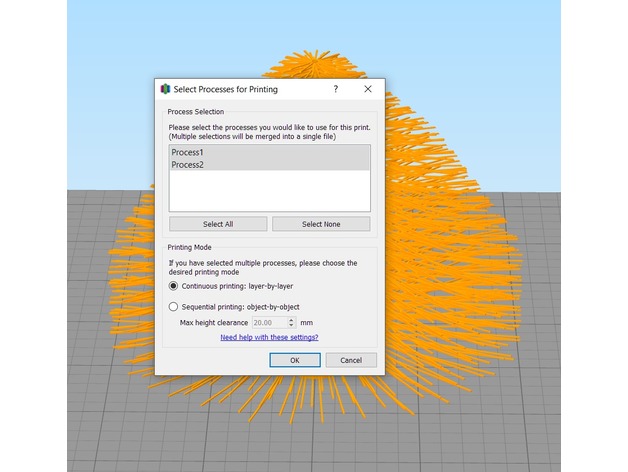 Select Processes for Printing
?
Process Selection
Please select the processes you would like to use for this print.
(Multiple selections will be merged into a single file)
Process1
Process2
Select All Select None
Printing Mode
If you have selected multiple processes, please choose the
desired printing mode
Continuous printing: layer-by-layer
Sequential printing: object-by-object
Max height clearance 20.00 mm
Need help with these settings?
OK Cancel